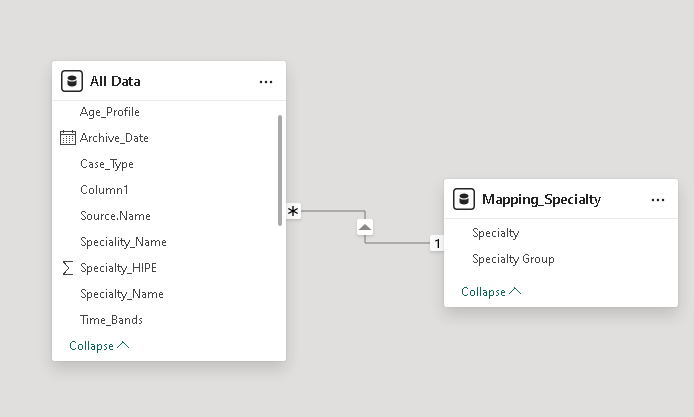 All Data
Age_Profile
Archive_Date
Case_Type
Column1
Source.Name
Speciality_Name
Specialty_HIPE
Specialty_Name
Time_Bands
Collapse
*
1
Mapping_Specialty
Specialty
Specialty Group
Collapse